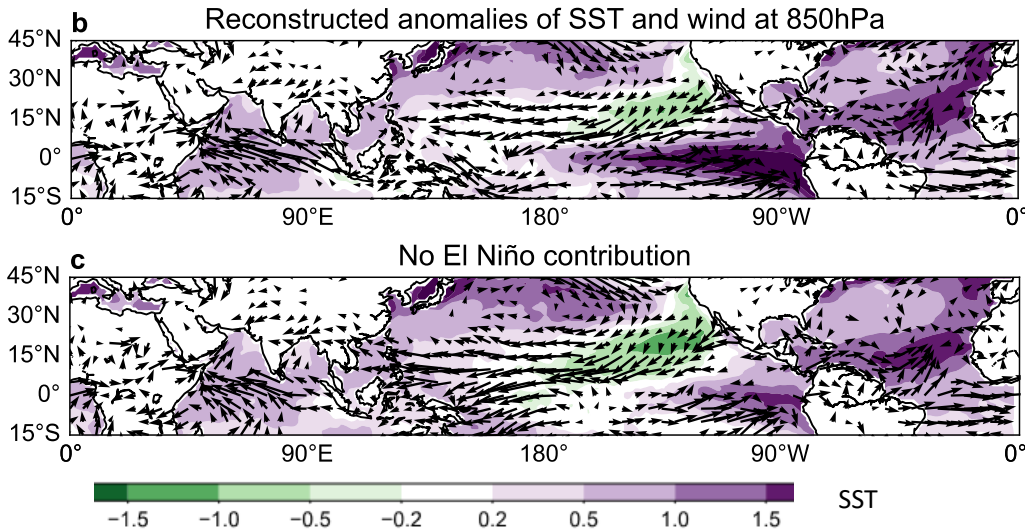 b Reconstructed anomalies of SST and wind at 850hPa
45°N
30°N
15°N
0°
15°S
0° 90°E 180° 90°W 0°
c No El Niño contribution
45°N
30°N
15°N
0°
15°S
0° 90°E 180° 90°W 0°
−1.5 −1.0 −0.5 −0.2 0.2 0.5 1.0 1.5 SST